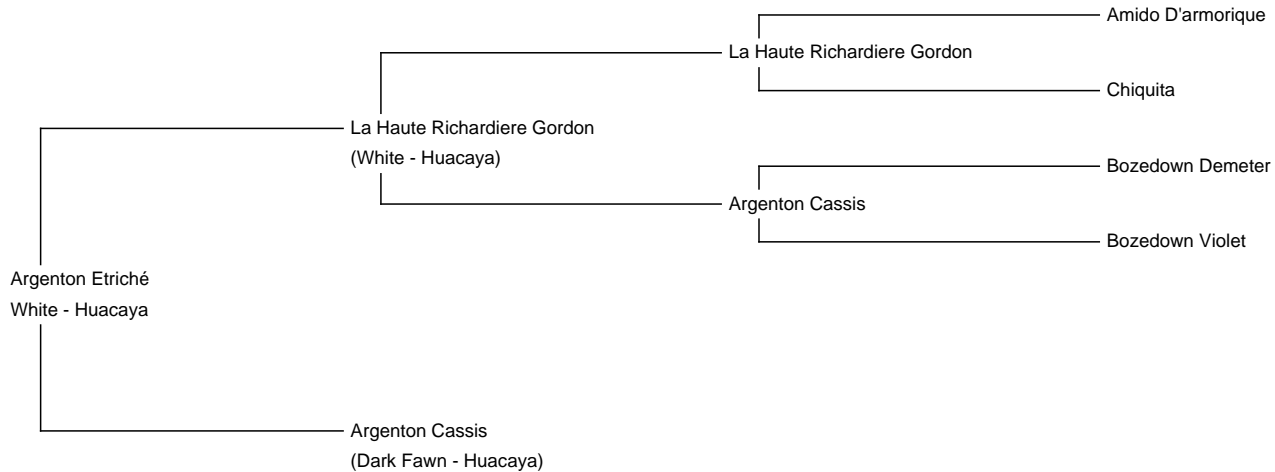 Amido D'armorique
La Haute Richardiere Gordon
Chiquita
La Haute Richardiere Gordon
(White - Huacaya)
Bozedown Demeter
Argenton Cassis
Bozedown Violet
Argenton Etriché
White - Huacaya
Argenton Cassis
(Dark Fawn - Huacaya)